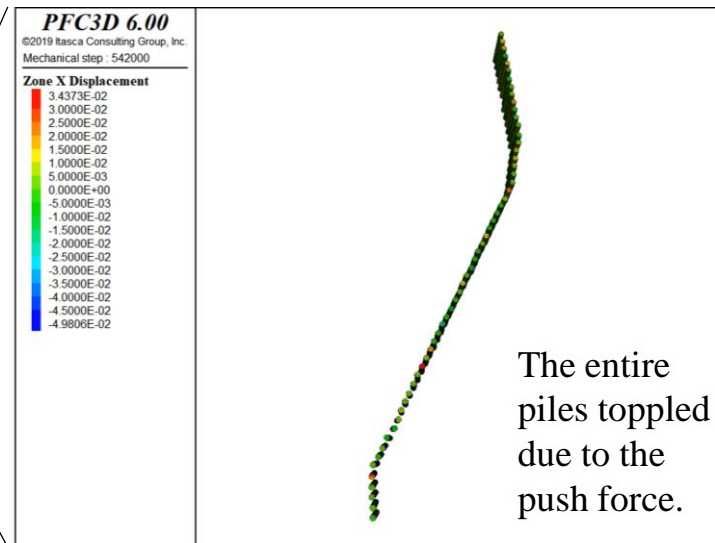 PFC3D 6.00
©2019 Itasca Consulting Group, Inc.
Mechanical step : 542000
Zone X Displacement
3.4373E-02
3.0000E-02
2.5000E-02
2.0000E-02
1.5000E-02
1.0000E-02
5.0000E-03
0.0000E+00
-5.0000E-03
-1.0000E-02
-1.5000E-02
-2.0000E-02
-2.5000E-02
-3.0000E-02
-3.5000E-02
-4.0000E-02
-4.5000E-02
-4.9806E-02
The entire
piles toppled
due to the
push force.